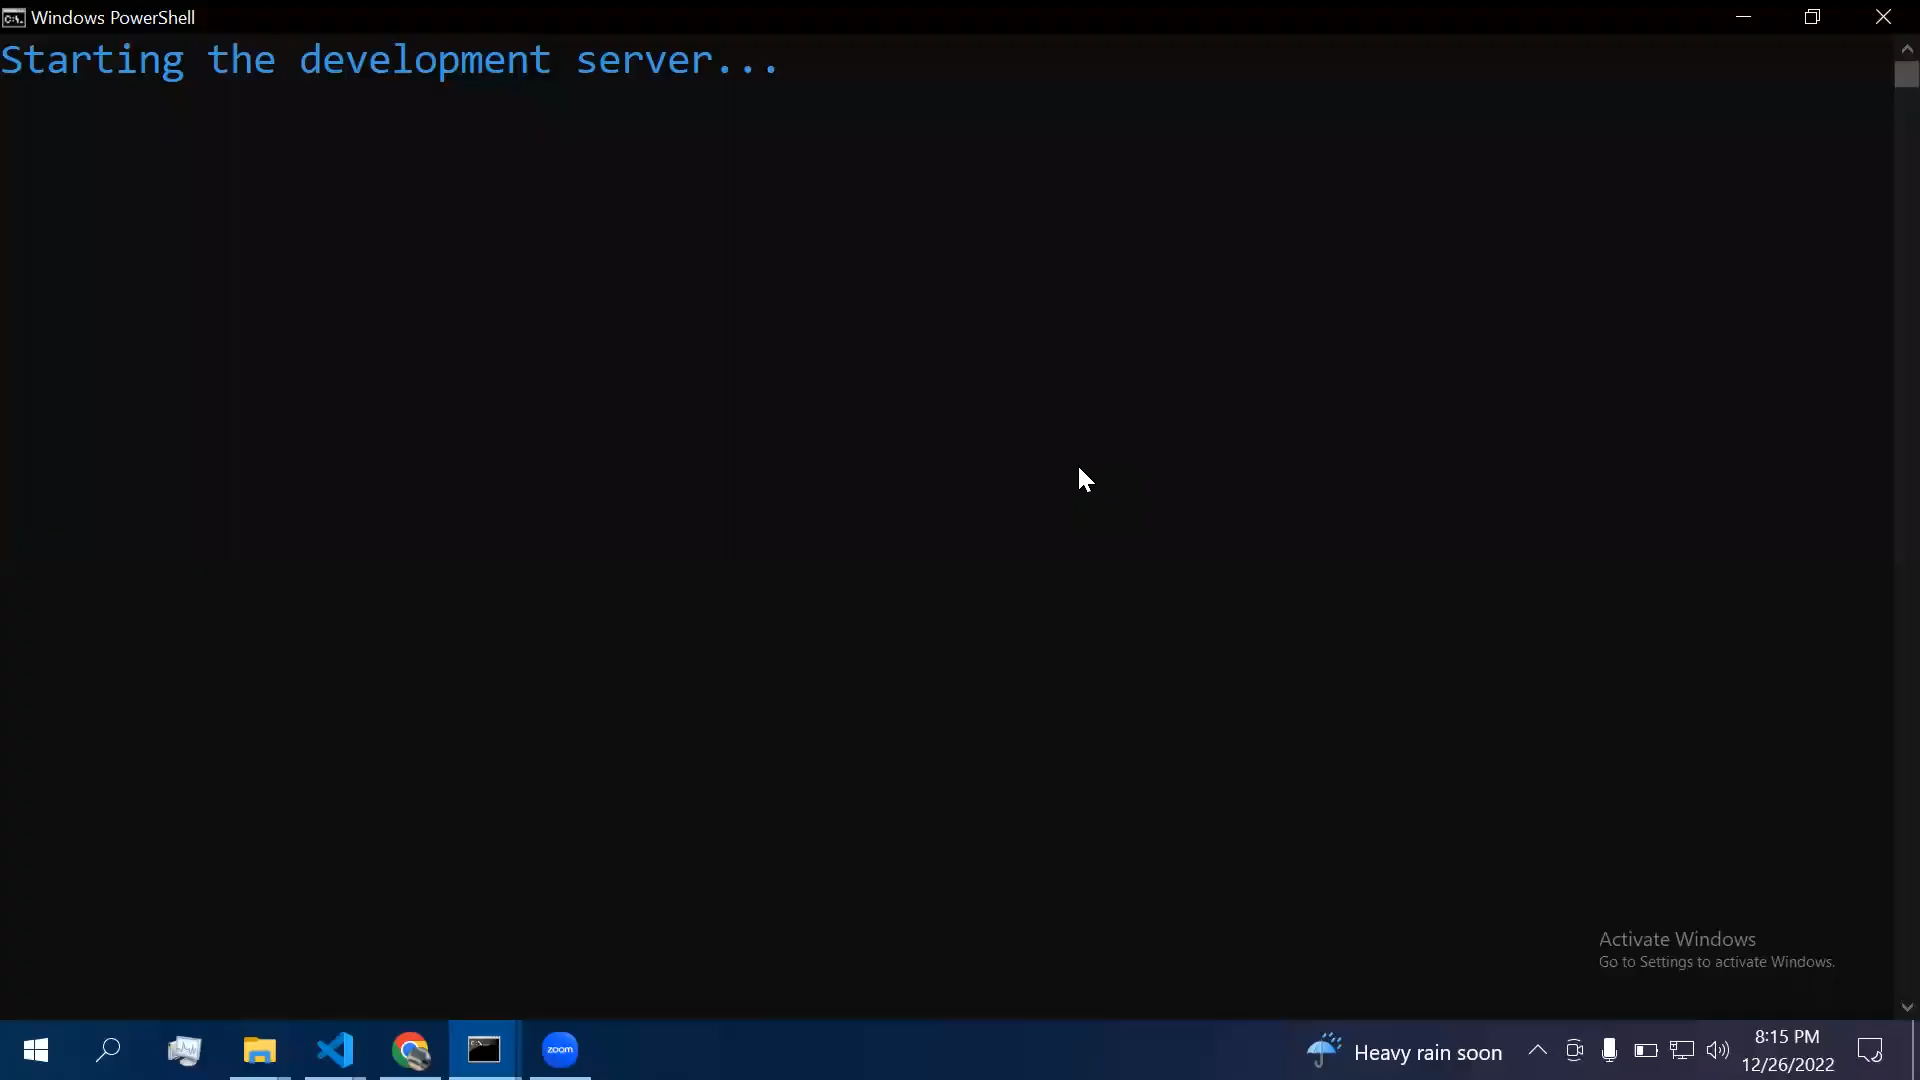 Windows PowerShell
Starting the development server...
Activate Windows
Go to Settings to activate Windows.
zoom
Heavy rain soon
8:15 PM
12/26/2022